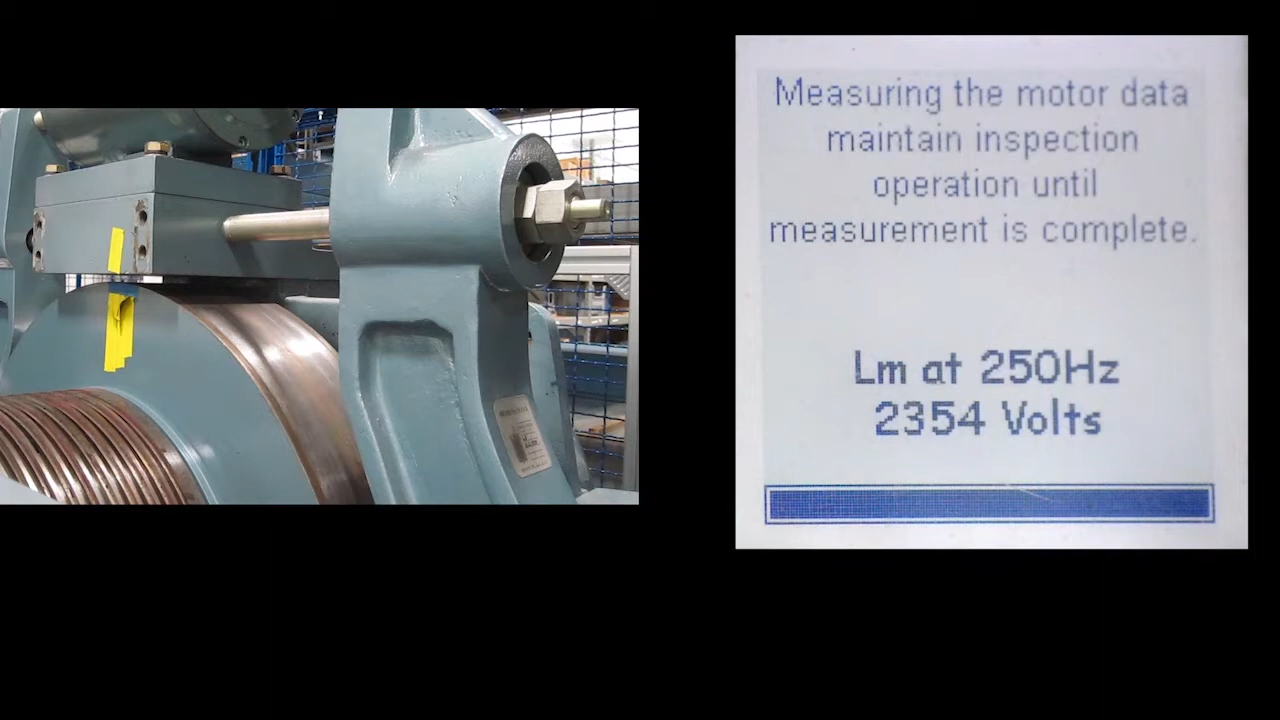 Measuring the motor data
maintain inspection
operation until
measurement is complete.
Lm at 250Hz
2354 Volts